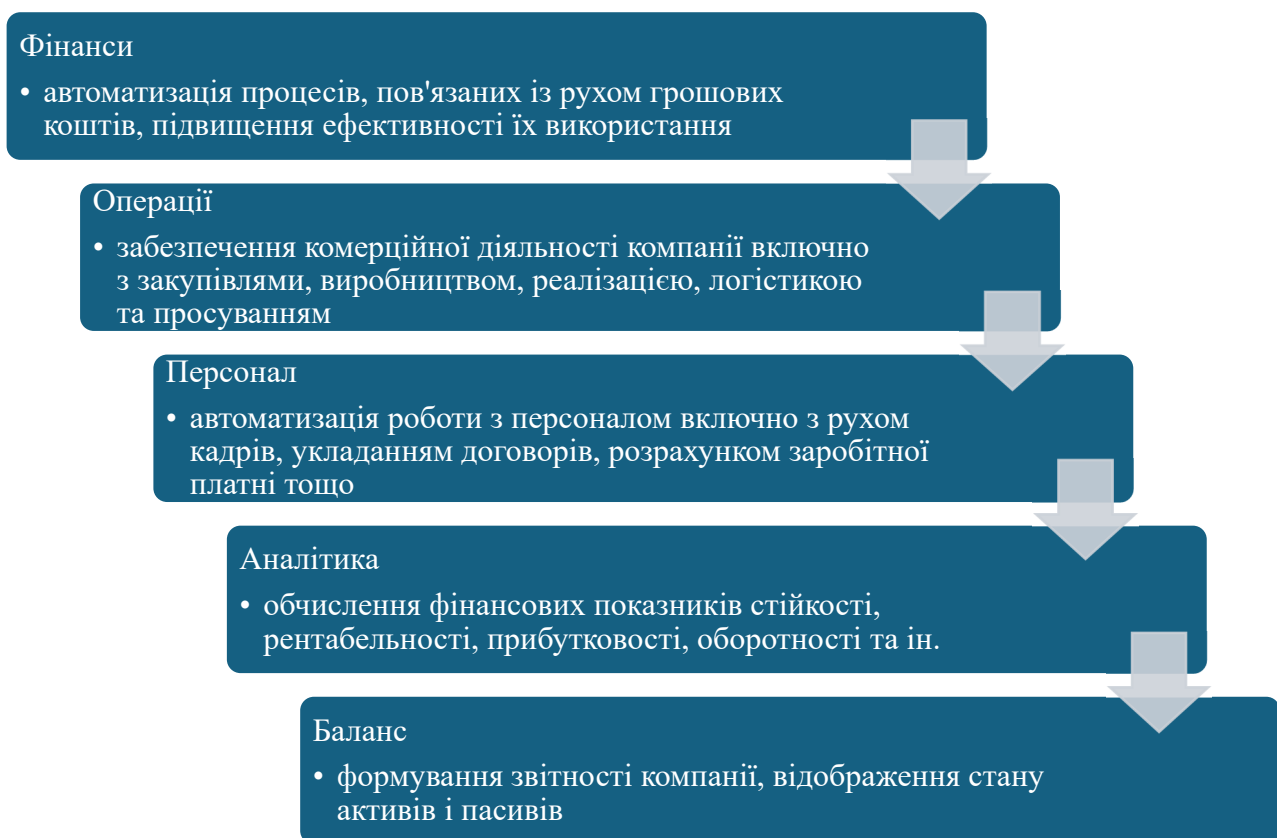 Фінанси
• автоматизація процесів, пов'язаних із рухом грошових
коштів, підвищення ефективності їх використання
Операції
• забезпечення комерційної діяльності компанії включно
з закупівлями, виробництвом, реалізацією, логістикою
та просуванням
Персонал
• автоматизація роботи з персоналом включно з рухом
кадрів, укладанням договорів, розрахунком заробітної
платні тощо
Аналітика
• обчислення фінансових показників стійкості,
рентабельності, прибутковості, оборотності та ін.
Баланс
• формування звітності компанії, відображення стану
активів і пасивів